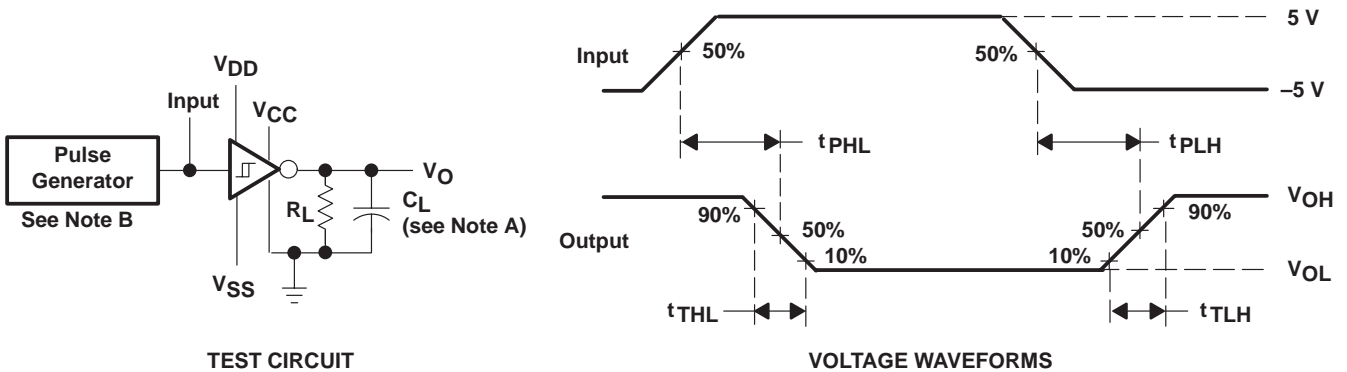 VDD
Input
VCC
Pulse
Generator
See Note B
VO
RL
CL
(see Note A)
VSS
TEST CIRCUIT
Input
50%
50%
5 V
–5 V
tPHL
tPLH
Output
90%
50%
10%
10%
50%
90%
VOH
VOL
tTHL
tTLH
VOLTAGE WAVEFORMS